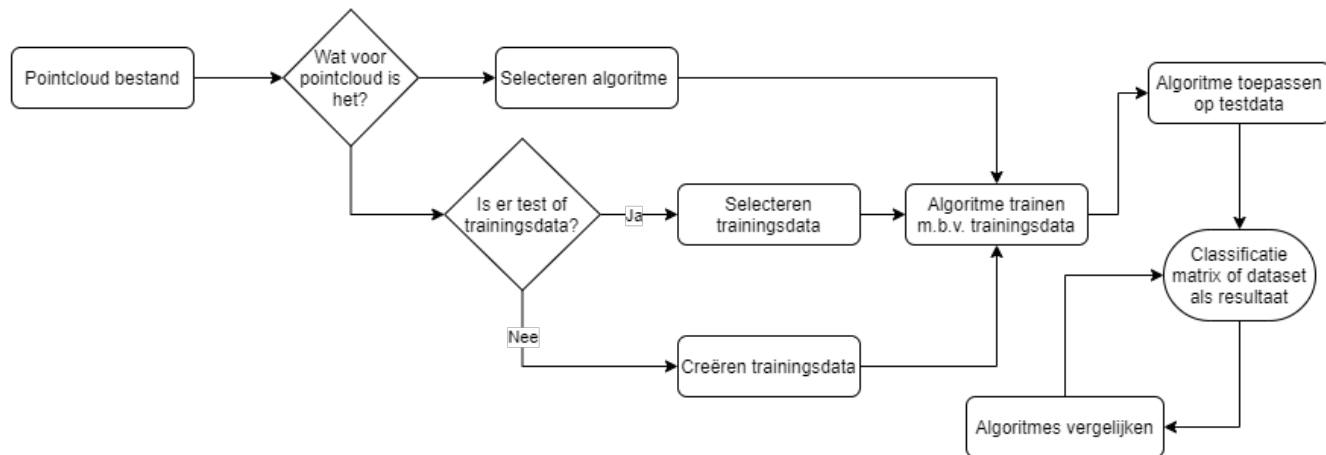 Pointcloud bestand
Wat voor
pointcloud is
het?
Selecteren algoritme
Algoritme toepassen
op testdata
Is er test of
trainingsdata?
Ja
Selecteren
trainingsdata
Algoritme trainen
m.b.v. trainingsdata
Classificatie
matrix of dataset
als resultaat
Nee
Creëren trainingsdata
Algoritmes vergelijken